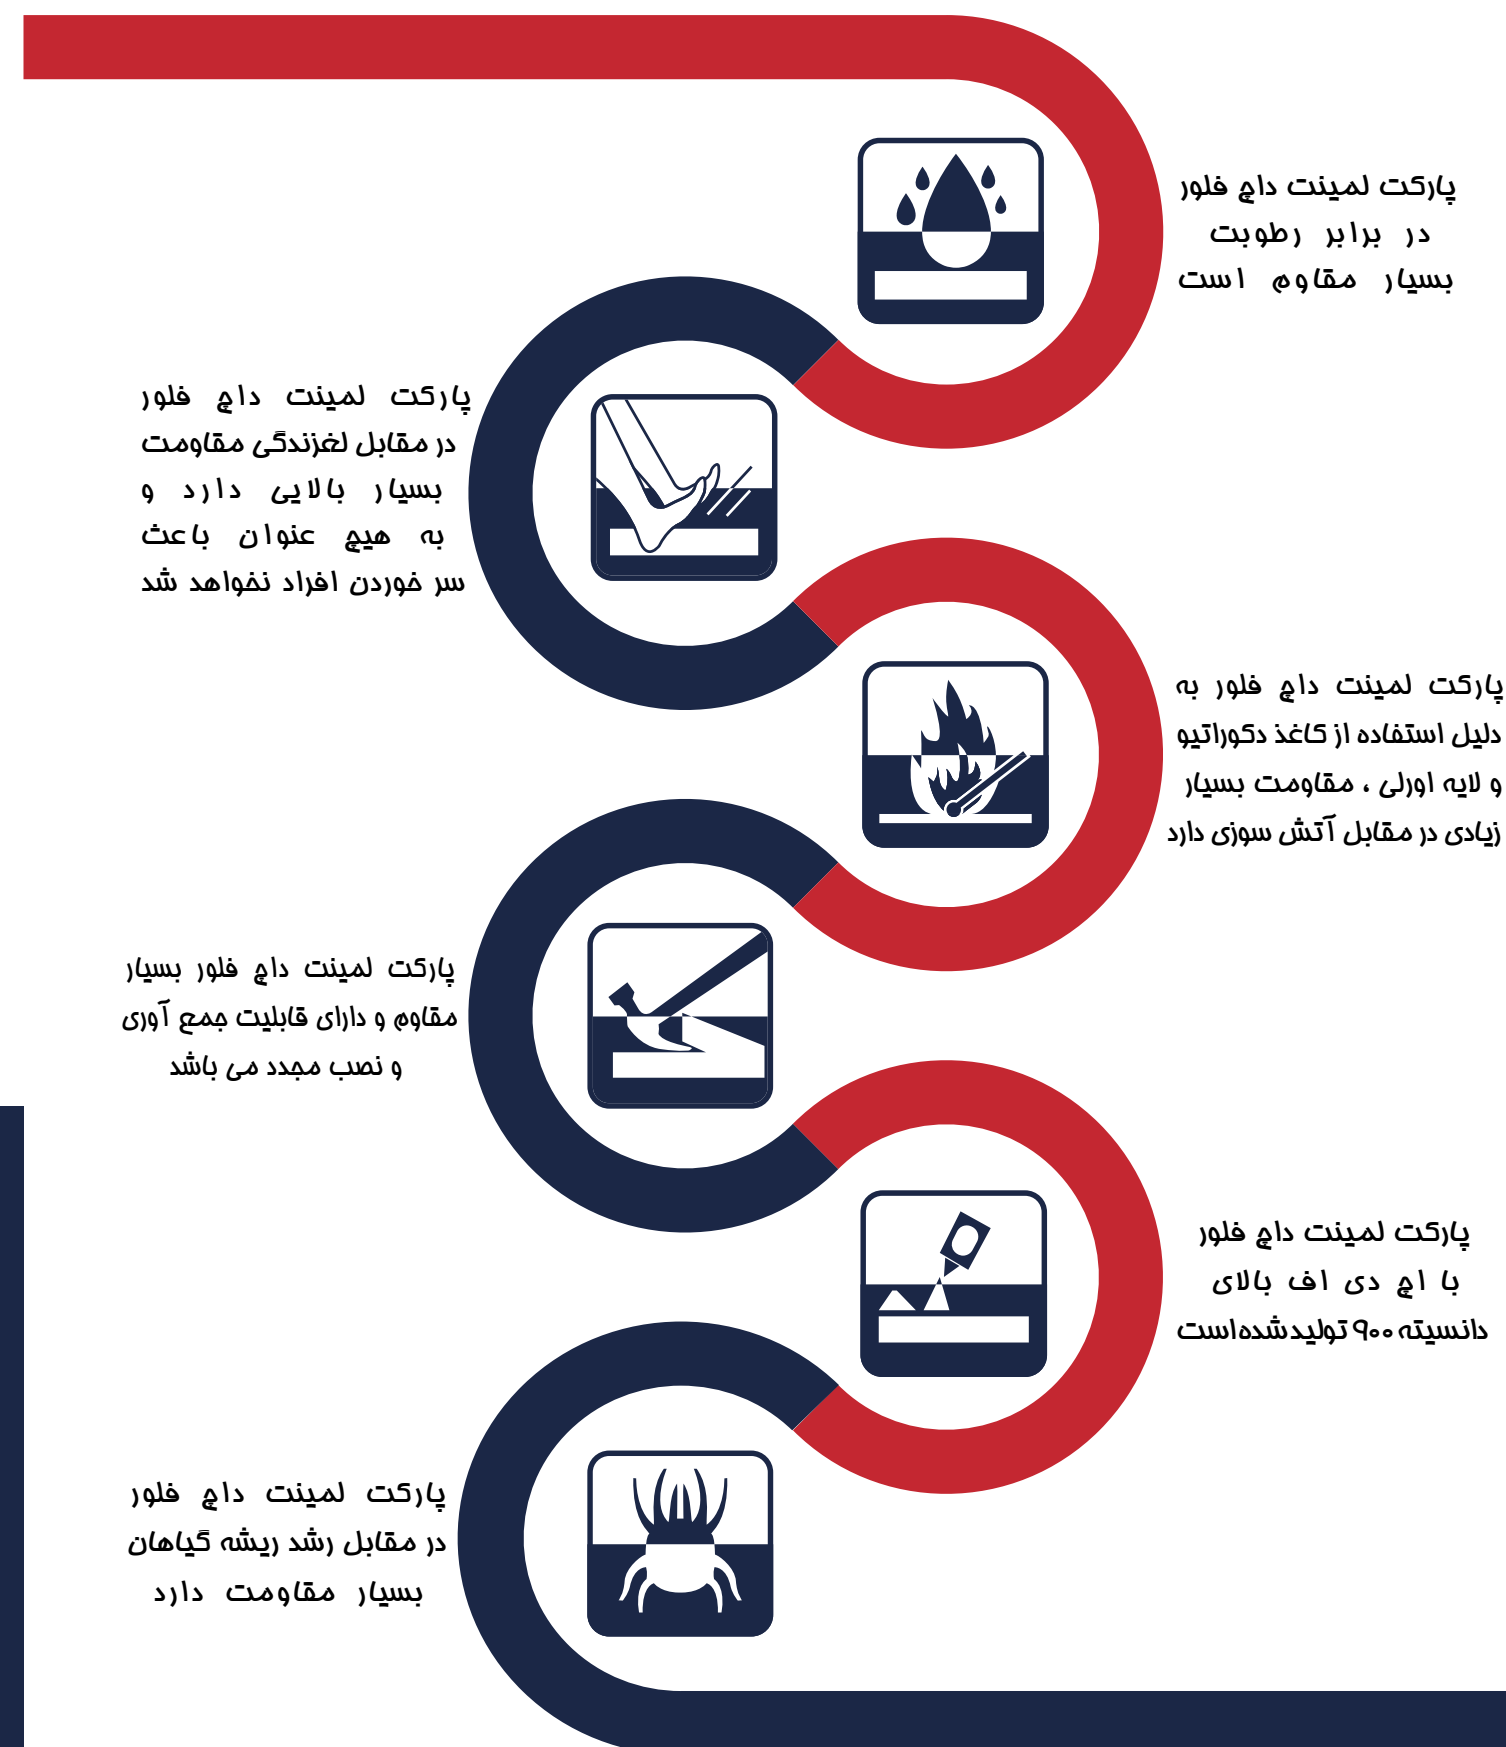 پارکت لمینت داچ فلور
در برابر رطوبت
بسیار مقاوم است
پارکت لمینت داچ فلور
در مقابل لغزندگی مقاومت
بسیار بالایی دارد و
به هیچ عنوان باعث
سر خوردن افراد نخواهد شد
پارکت لمینت داچ فلور به
دلیل استفاده از کاغذ دکوراتیو
و لایه اورلی ، مقاومت بسیار
زیادی در مقابل آتش سوزی دارد
پارکت لمینت داچ فلور بسیار
مقاوم و دارای قابلیت جمع آوری
و نصب مجدد می باشد
پارکت لمینت داچ فلور
با اچ دی اف بالای
دانسیته ۹۰۰ تولید شده است
پارکت لمینت داچ فلور
در مقابل رشد ریشه گیاهان
بسیار مقاومت دارد